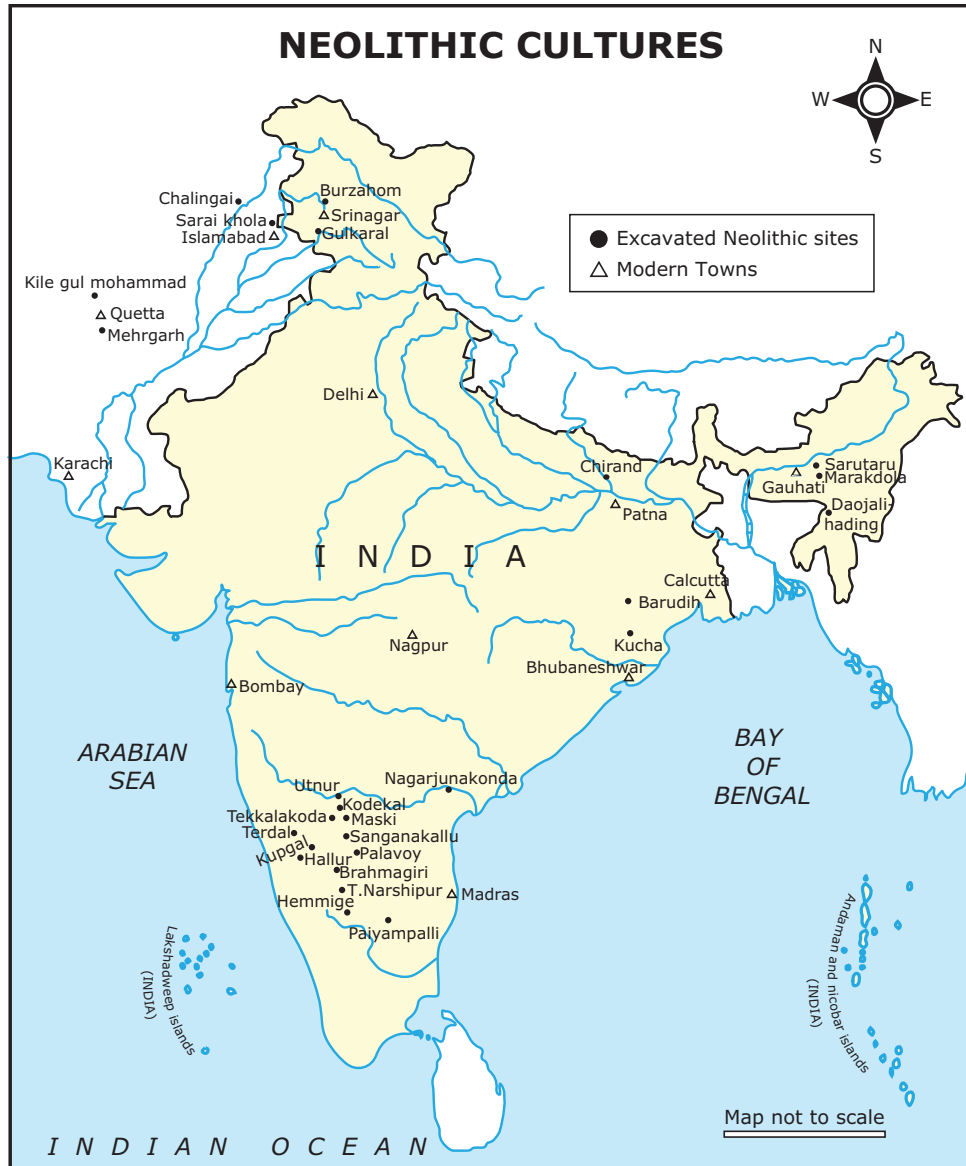 NEOLITHIC CULTURES
N
W
E
S
Excavated Neolithic sites
Modern Towns
Chalingai
Burzahom
Srinagar
Sarai khola
Islamabad
Gulkaral
Kile gul mohammad
Quetta
Mehrgarh
Delhi
Karachi
Chirand
Patna
Sarutaru
Gauhati
Marakdola
Daojali-
hading
I N D I A
Calcutta
Barudih
Nagpur
Kucha
Bhubaneshwar
Bombay
ARABIAN
SEA
BAY
OF
BENGAL
Utnur
Nagarjunakonda
Kodekal
Tekkalakoda
Maski
Terdal
Sanganakallu
Kupgal
Palavoy
Hallur
Brahmagiri
T.Narshipur
Madras
Hemmige
Paiyampalli
Lakshadweep islands
(INDIA)
Andaman and nicobar islands
(INDIA)
Map not to scale
I N D I A N O C E A N